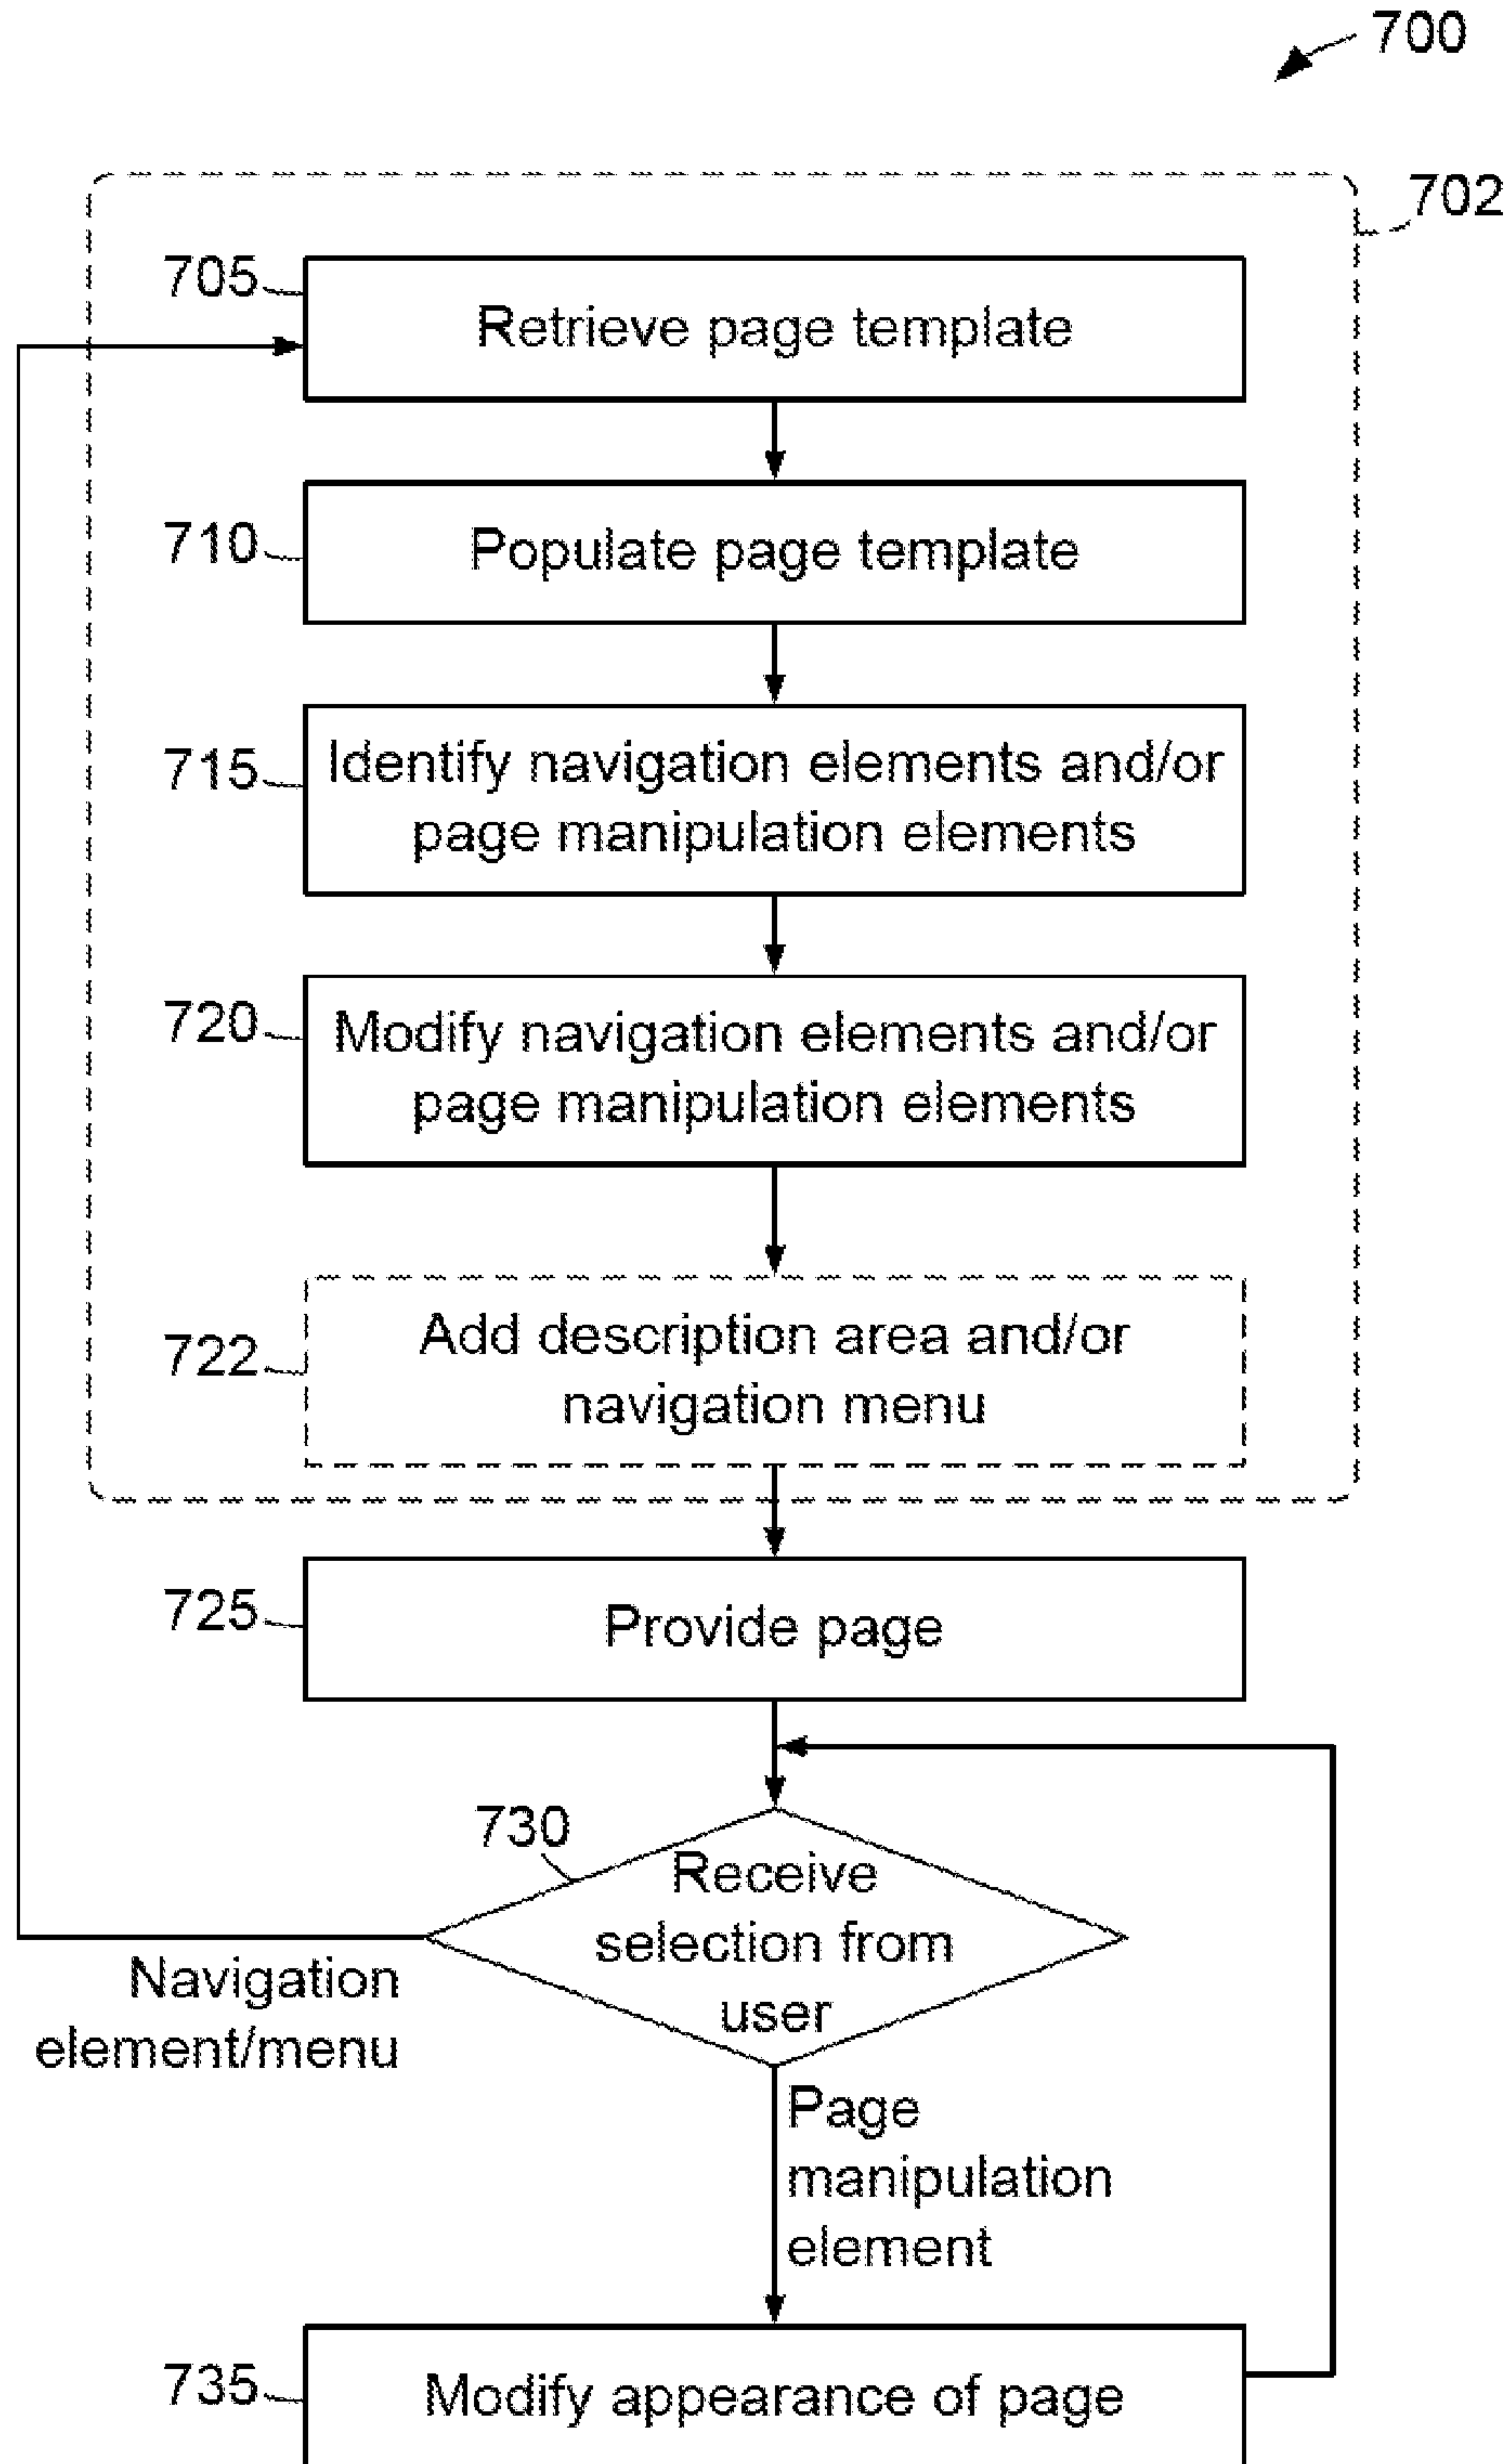 700
702
705
Retrieve page template
710
Populate page template
715
Identify navigation elements and/or
page manipulation elements
720
Modify navigation elements and/or
page manipulation elements
722
Add description area and/or
navigation menu
725
Provide page
730
Receive
selection from
user
Navigation
element/menu
Page
manipulation
element
735
Modify appearance of page